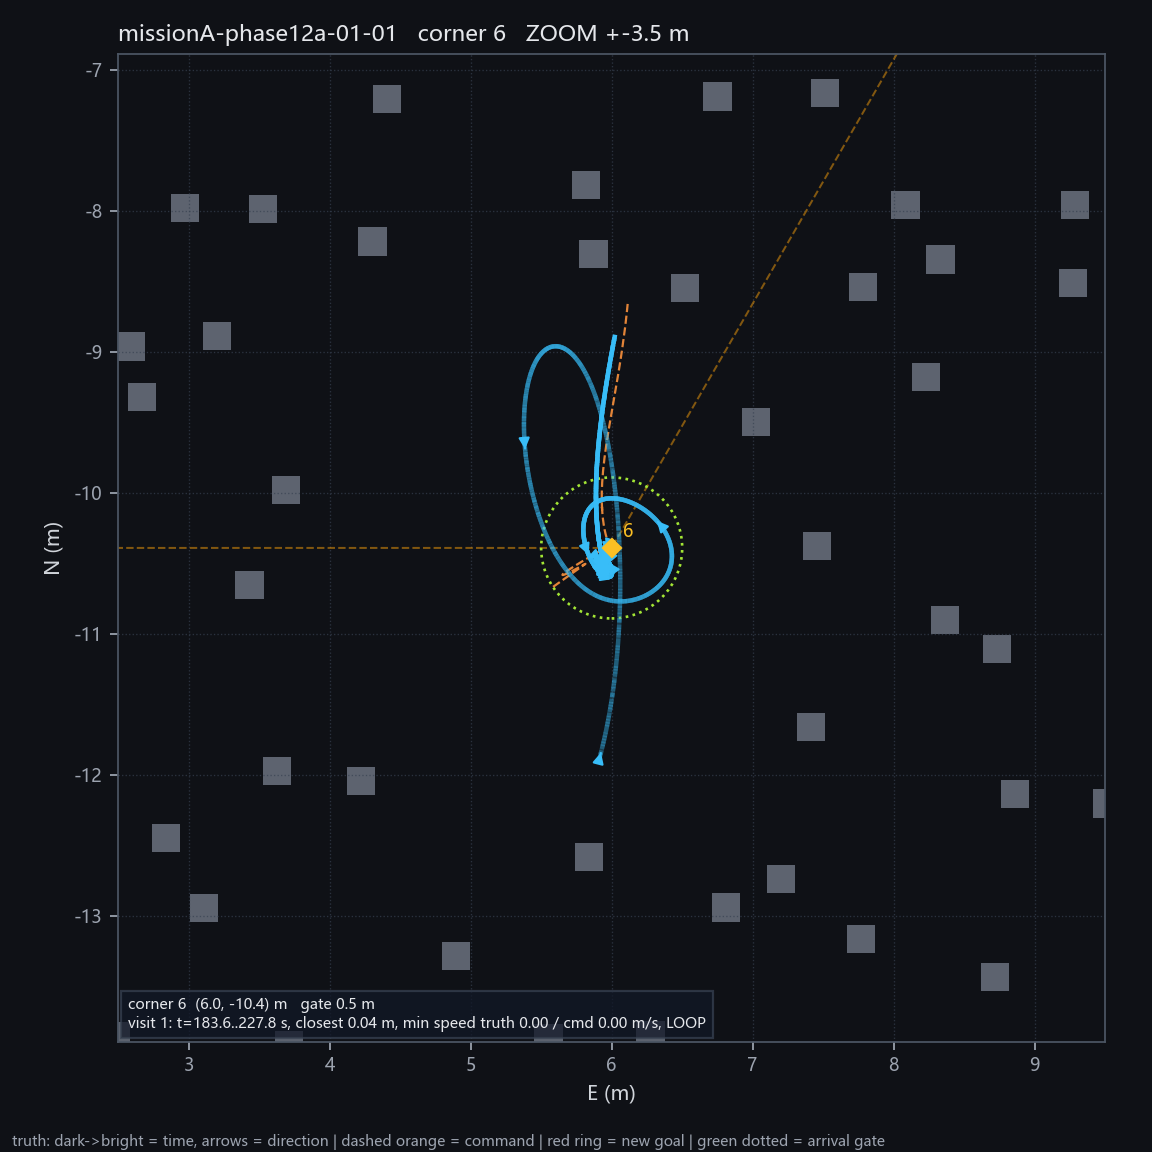 missionA-phase12a-01-01   corner 6   ZOOM +-3.5 m
-7
-8
-9
-10
-11
-12
-13
N (m)
6
corner 6  (6.0, -10.4) m   gate 0.5 m
visit 1: t=183.6..227.8 s, closest 0.04 m, min speed truth 0.00 / cmd 0.00 m/s, LOOP
3 4 5 6 7 8 9
E (m)
truth: dark->bright = time, arrows = direction | dashed orange = command | red ring = new goal | green dotted = arrival gate